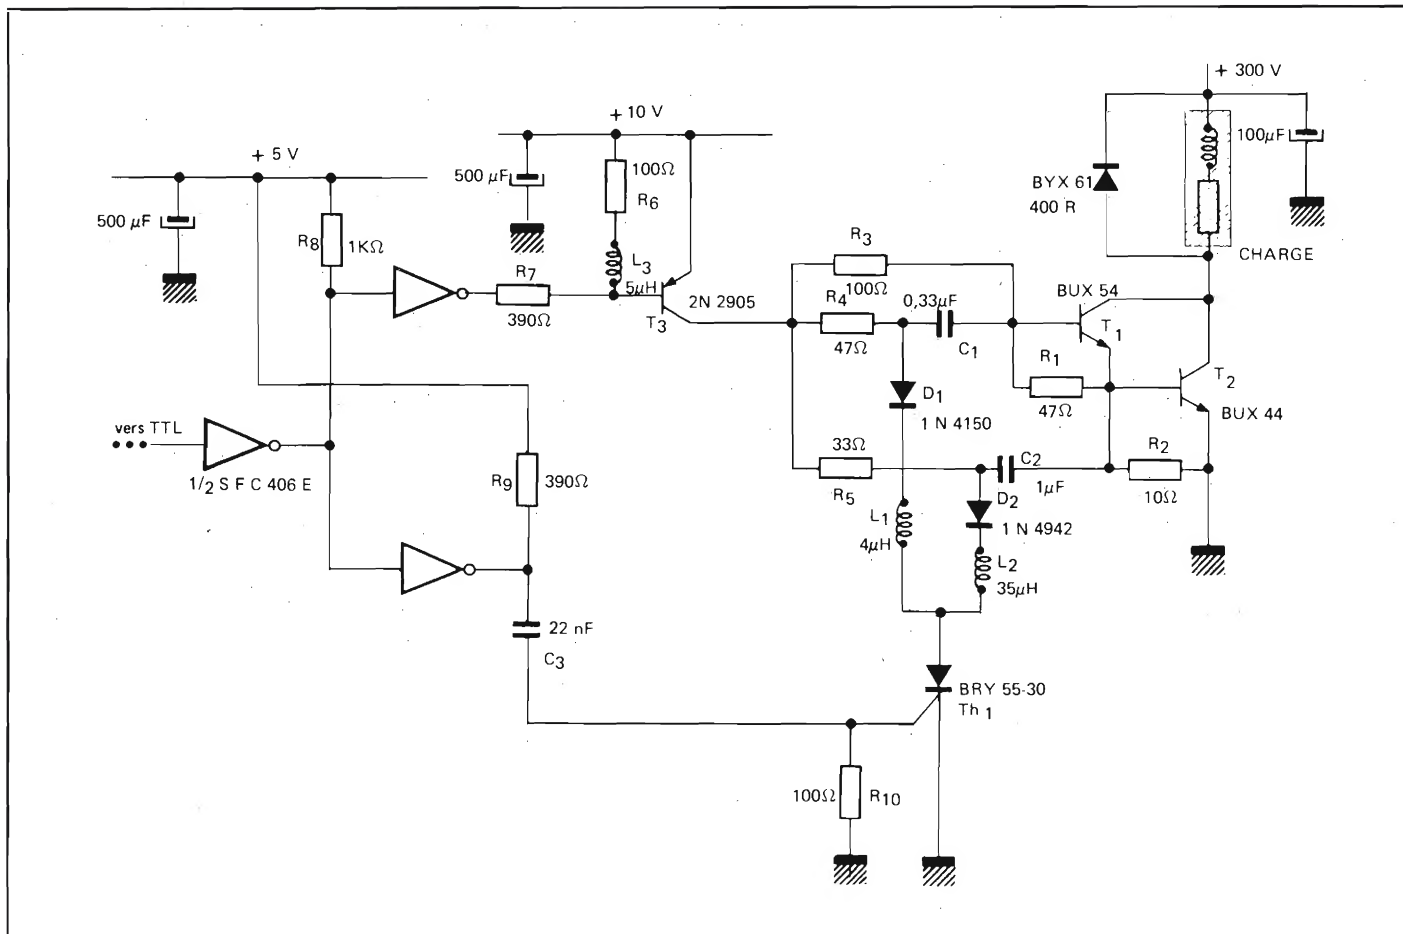 + 300 V
100µF
BYX 61
400 R
CHARGE
+ 10 V
500 µF
100Ω
R6
L3
5µH
+ 5 V
500 µF
R8
1KΩ
R7
390Ω
2N 2905
T3
R3
100Ω
R4
47Ω
0,33µF
C1
BUX 54
T1
R1
47Ω
T2
BUX 44
D1
1 N 4150
vers TTL
1/2 S F C 406 E
R9
390Ω
33Ω
R5
C2
1µF
R2
10Ω
D2
1 N 4942
L1
4µH
L2
35µH
22 nF
C3
BRY 55-30
Th1
100Ω
R10